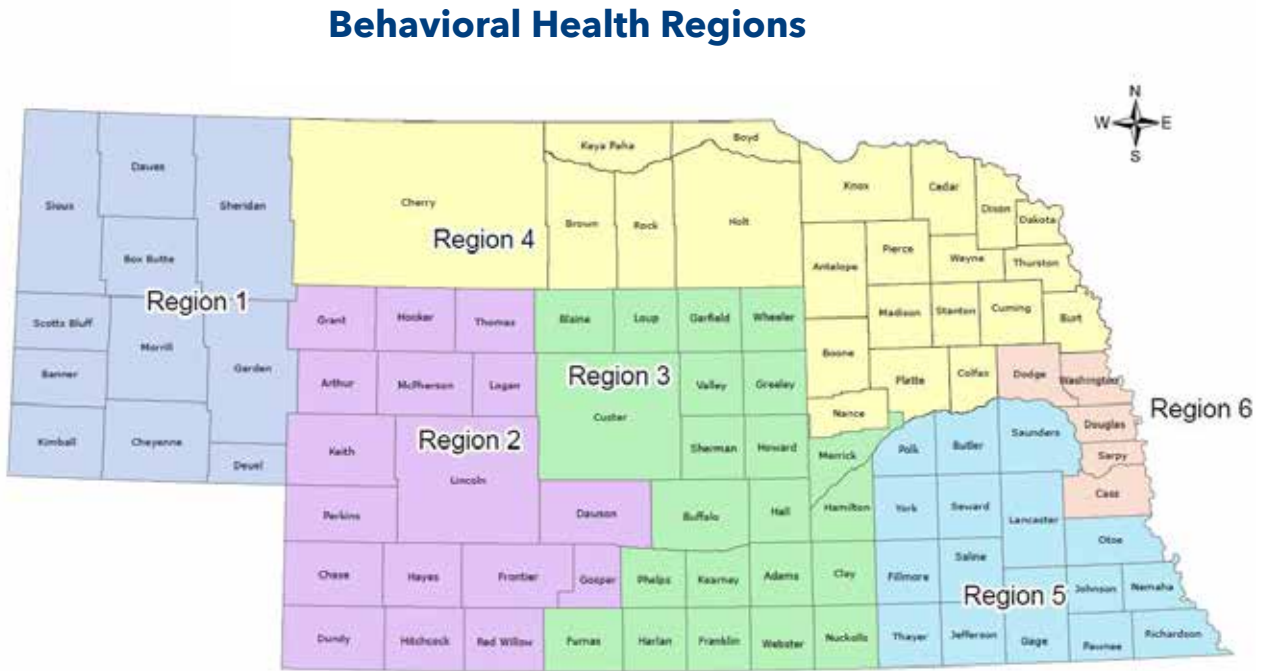 Behavioral Health Regions
N
W E
S
Sioux
Dawes
Sheridan
Box Butte
Region 1
Scotts Bluff
Morrill
Garden
Banner
Kimball
Cheyenne
Deuel
Cherry
Keya Paha
Boyd
Brown
Rock
Holt
Region 4
Knox
Cedar
Dixon
Dakota
Antelope
Pierce
Wayne
Thurston
Madison
Stanton
Cuming
Burt
Boone
Platte
Colfax
Nance
Grant
Hooker
Thomas
Arthur
McPherson
Logan
Region 2
Keith
Lincoln
Perkins
Dawson
Chase
Hayes
Frontier
Gosper
Dundy
Hitchcock
Red Willow
Blaine
Loup
Garfield
Wheeler
Region 3
Custer
Valley
Greeley
Sherman
Howard
Merrick
Buffalo
Hall
Hamilton
Phelps
Kearney
Adams
Clay
Furnas
Harlan
Franklin
Webster
Nuckolls
Dodge
Washington
Region 6
Douglas
Sarpy
Cass
Polk
Butler
Saunders
York
Seward
Lancaster
Otoe
Fillmore
Saline
Region 5
Johnson
Nemaha
Thayer
Jefferson
Gage
Pawnee
Richardson